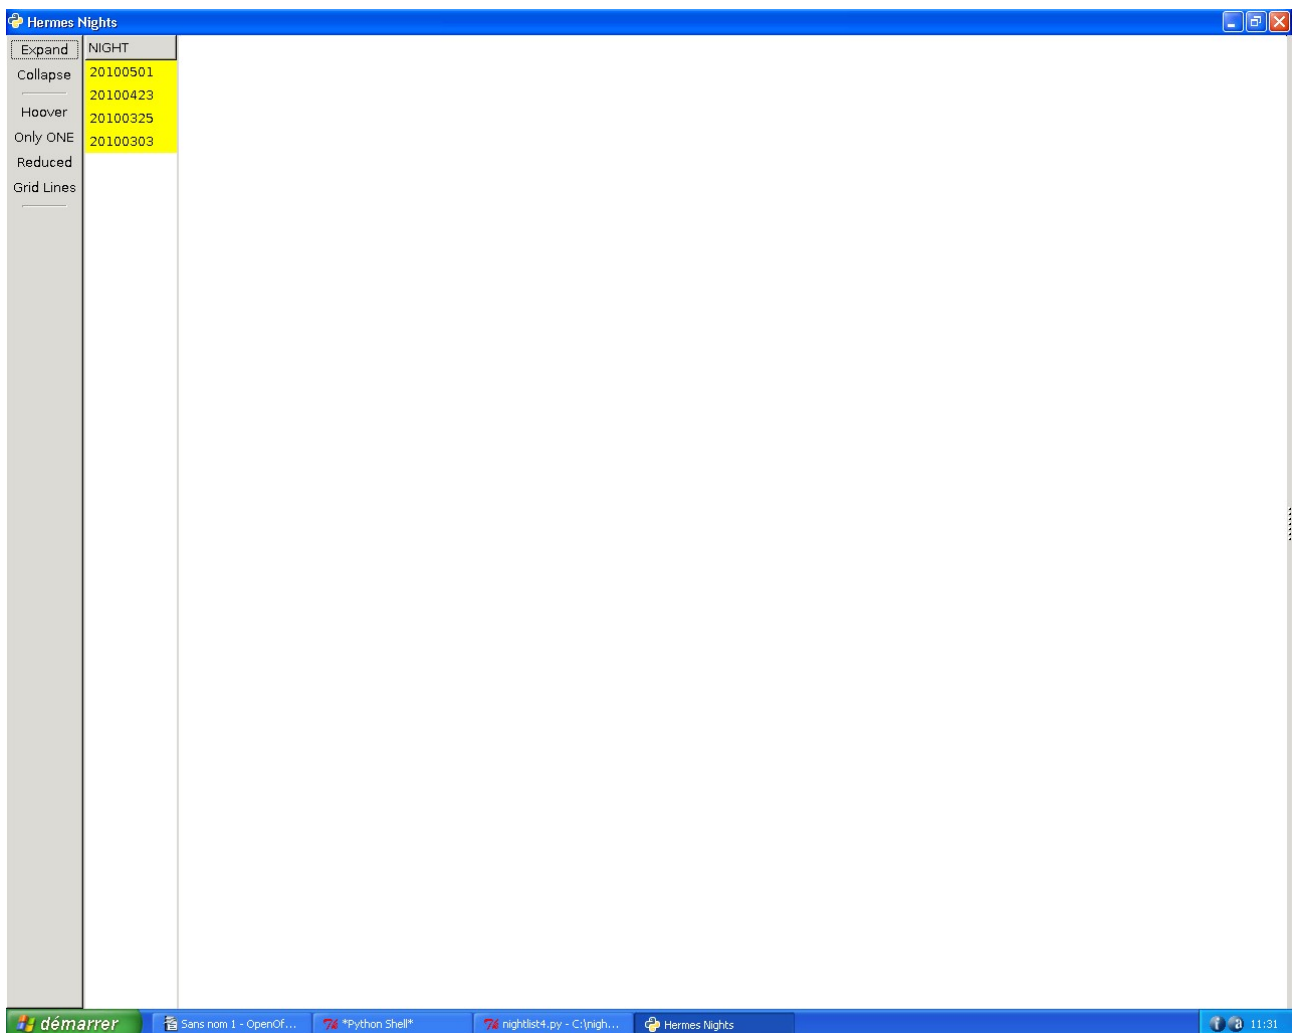 Hermes Nights
Expand
Collapse
Hoover
Only ONE
Reduced
Grid Lines
NIGHT
20100501
20100423
20100325
20100303
démarrer
Sans nom 1 - OpenOf...
*Python Shell*
nightlist4.py - C:\nigh...
Hermes Nights
11:31